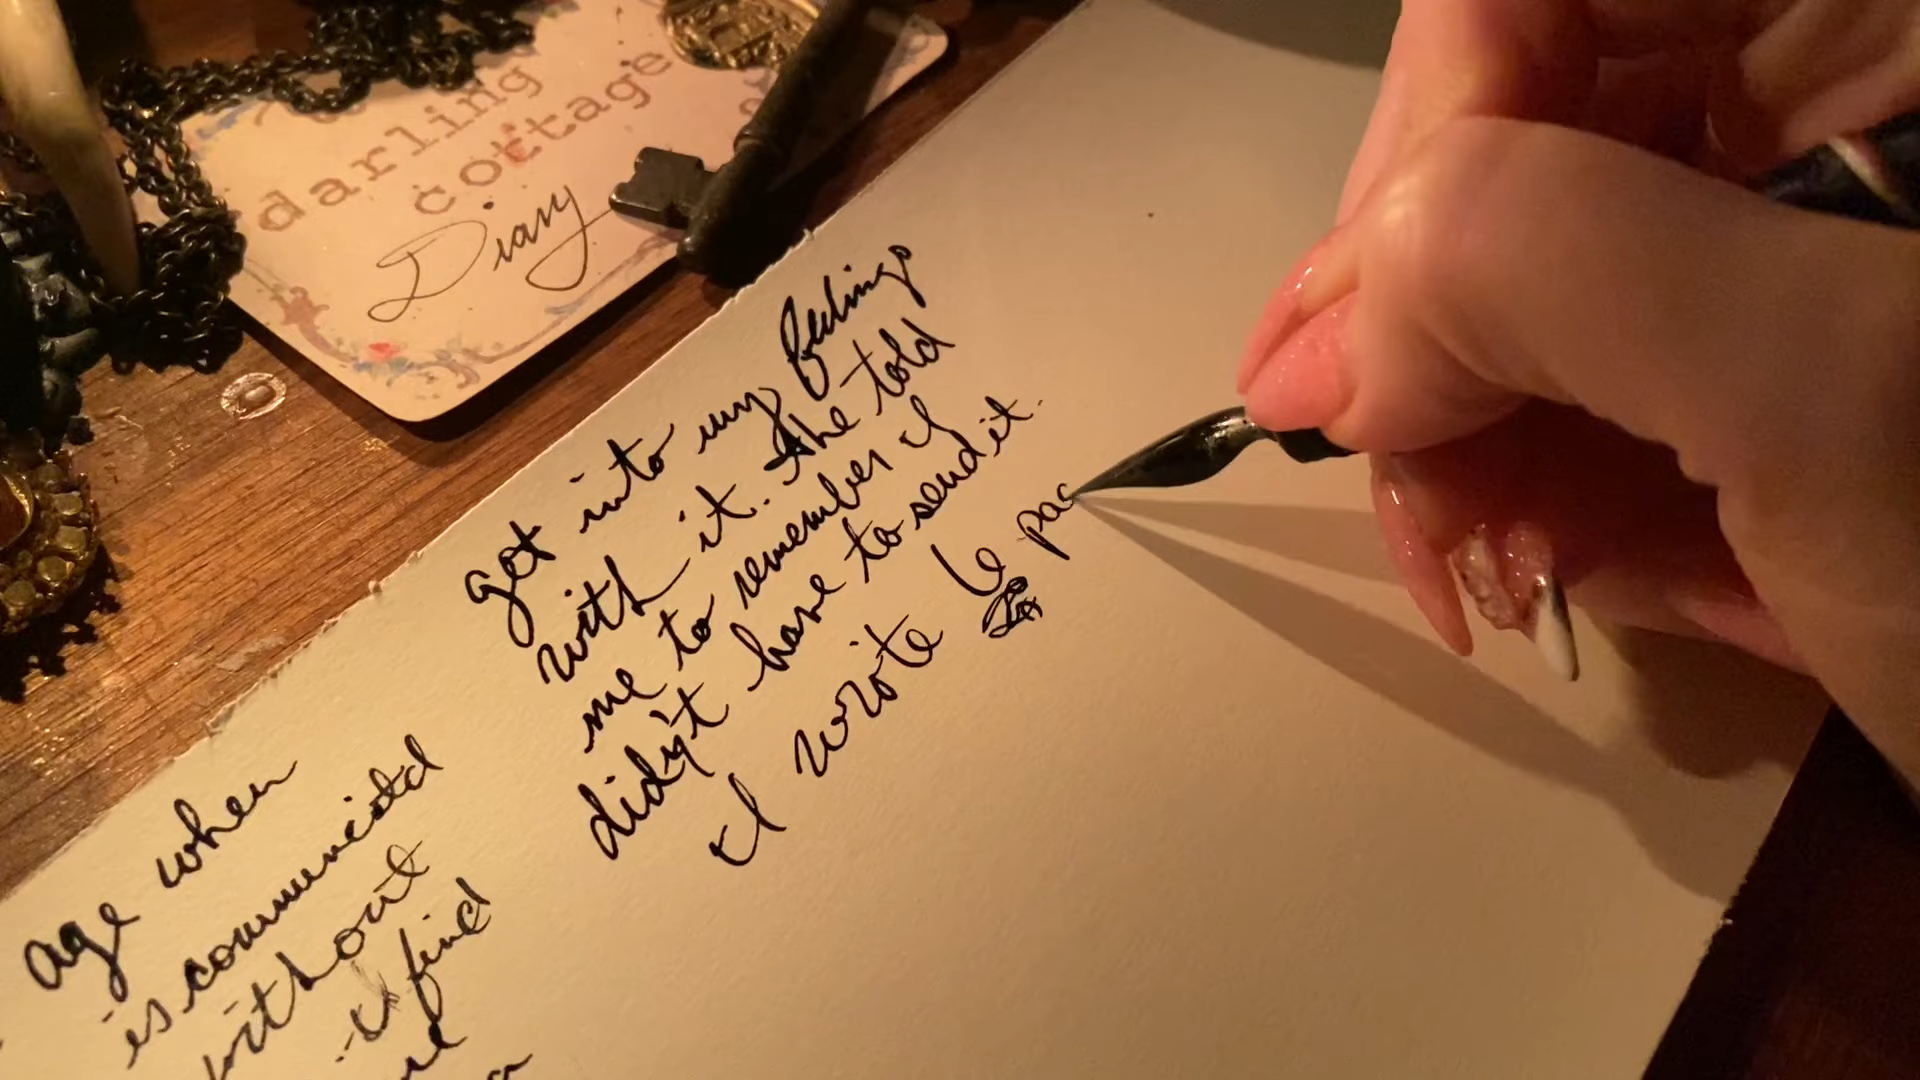 darling
cottage
Diary
got into my feelings
with it. She told
me to remember I
didn't have to send it.
I wrote 6 pag
age when
is communicated
without
I find